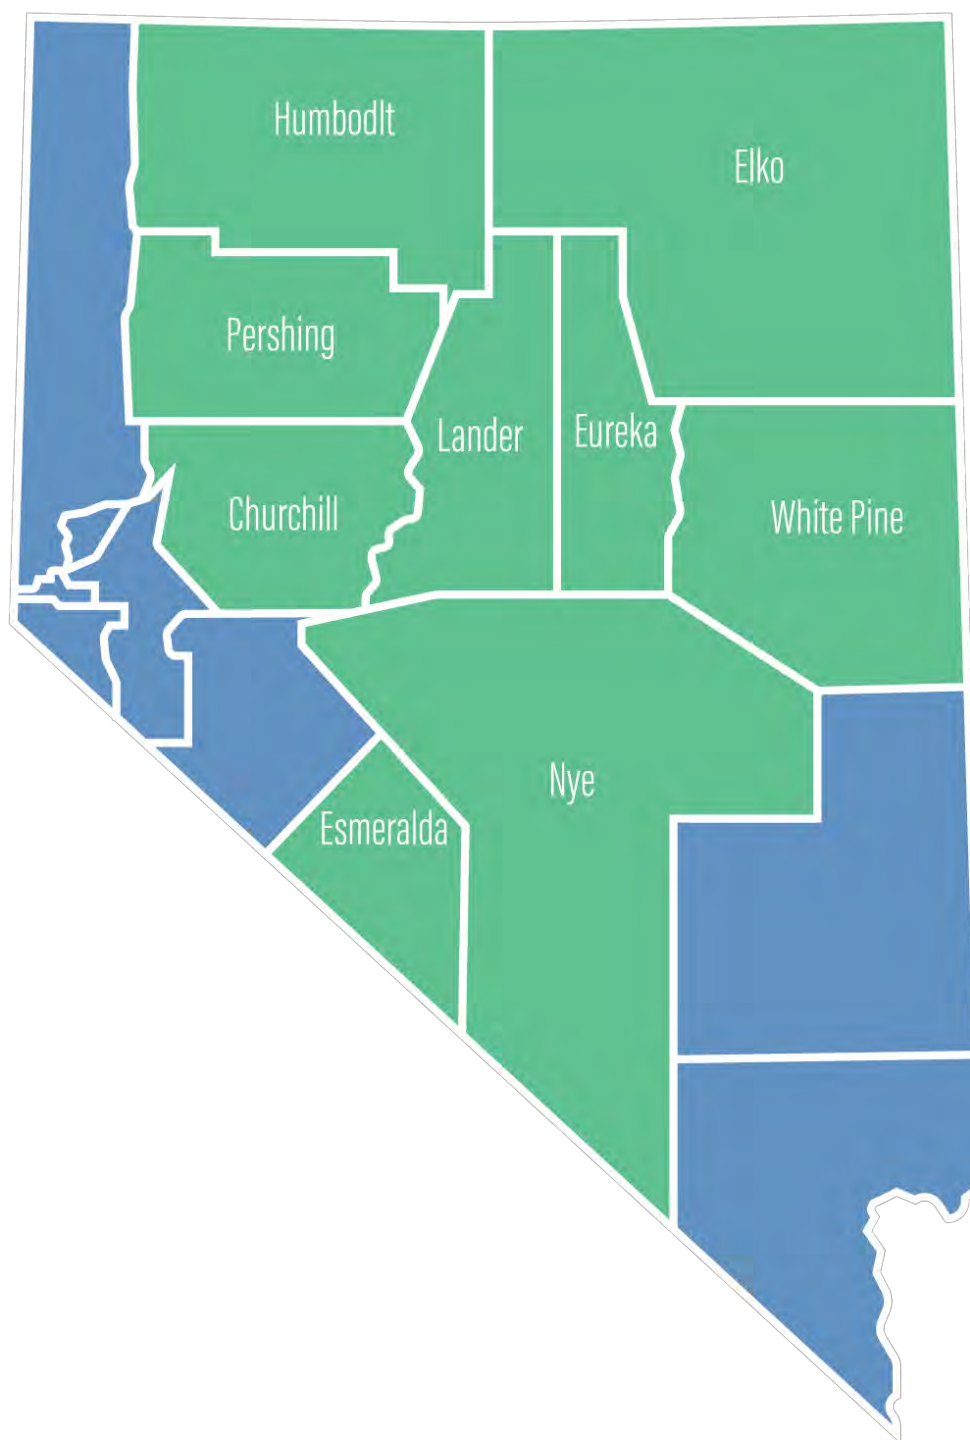 Humbodlt
Elko
Pershing
Lander
Eureka
Churchill
White Pine
Nye
Esmeralda